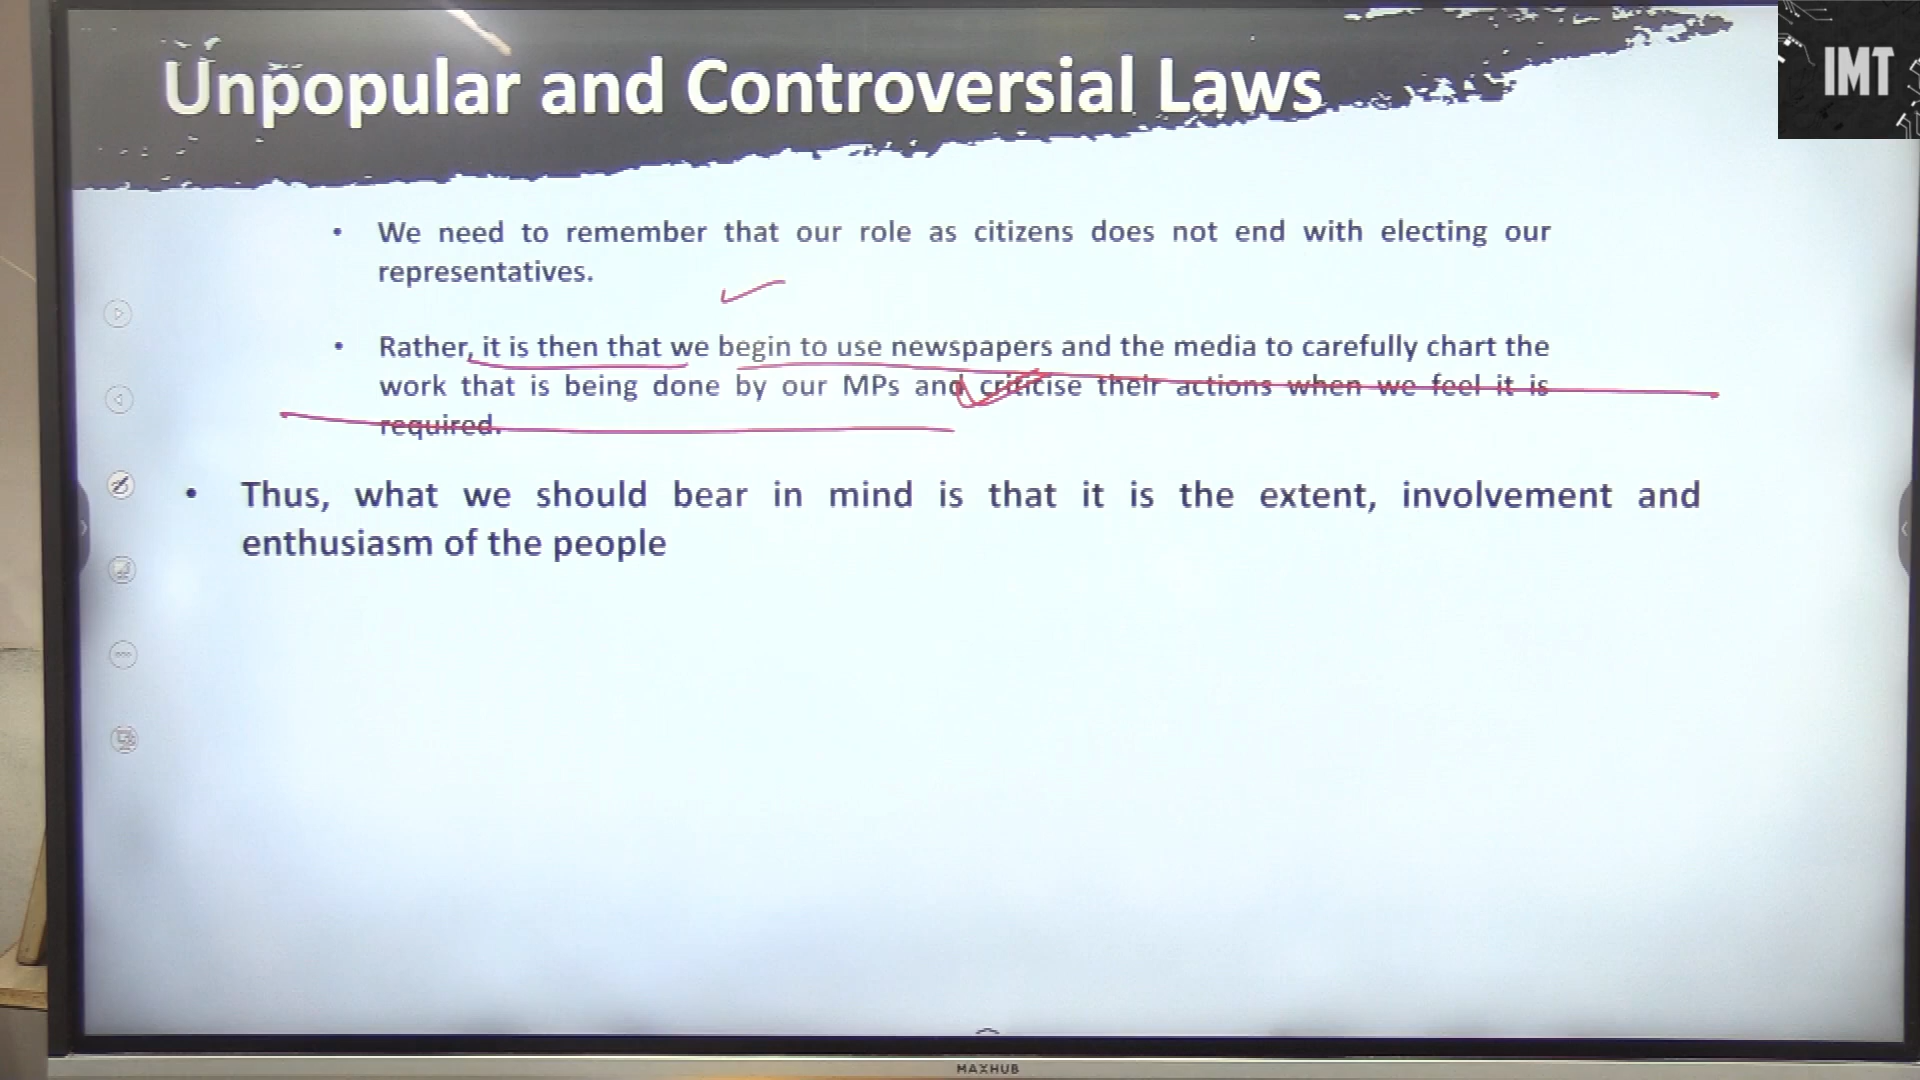 Unpopular and Controversial Laws
IMT
• We need to remember that our role as citizens does not end with electing our
representatives.
• Rather, it is then that we begin to use newspapers and the media to carefully chart the
work that is being done by our MPs and criticise their actions when we feel it is
required.
• Thus, what we should bear in mind is that it is the extent, involvement and
enthusiasm of the people
MAXHUB